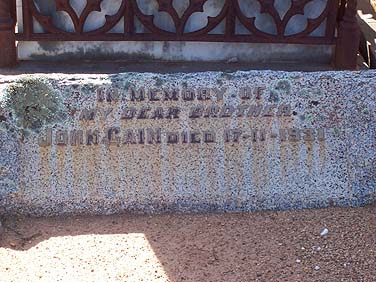 IN MEMORY OF
MY DEAR BROTHER
JOHN CAIN DIED 17-11-1931